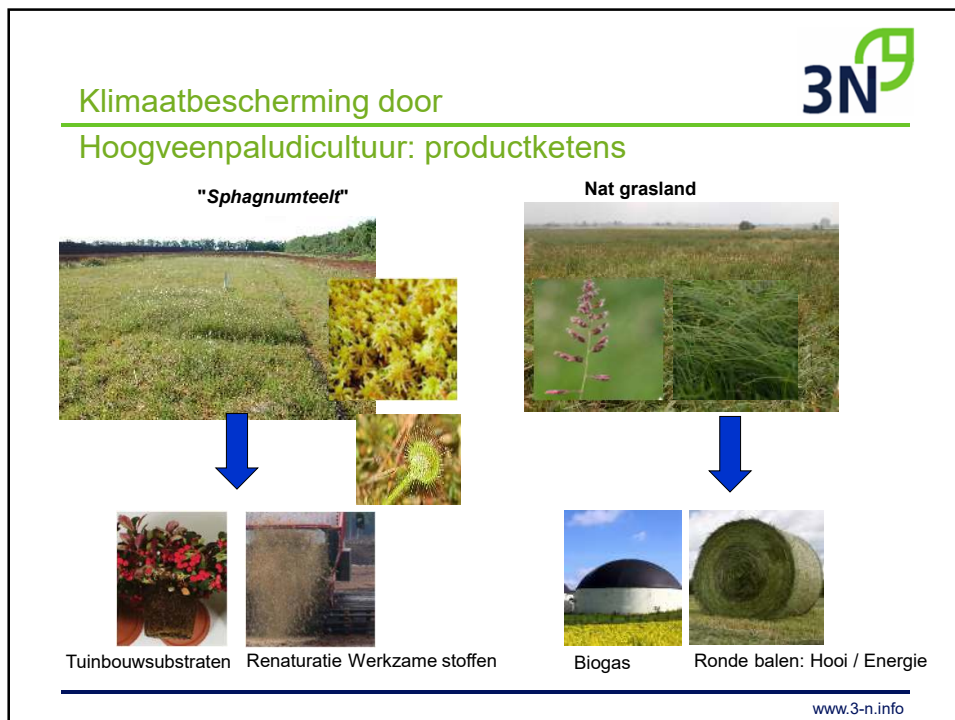 3N
Klimaatbescherming door
Hoogveenpaludicultuur: productketens
"Sphagnumteelt"
Nat grasland
Tuinbouwsubstraten
Renaturatie Werkzame stoffen
Biogas
Ronde balen: Hooi / Energie
www.3-n.info